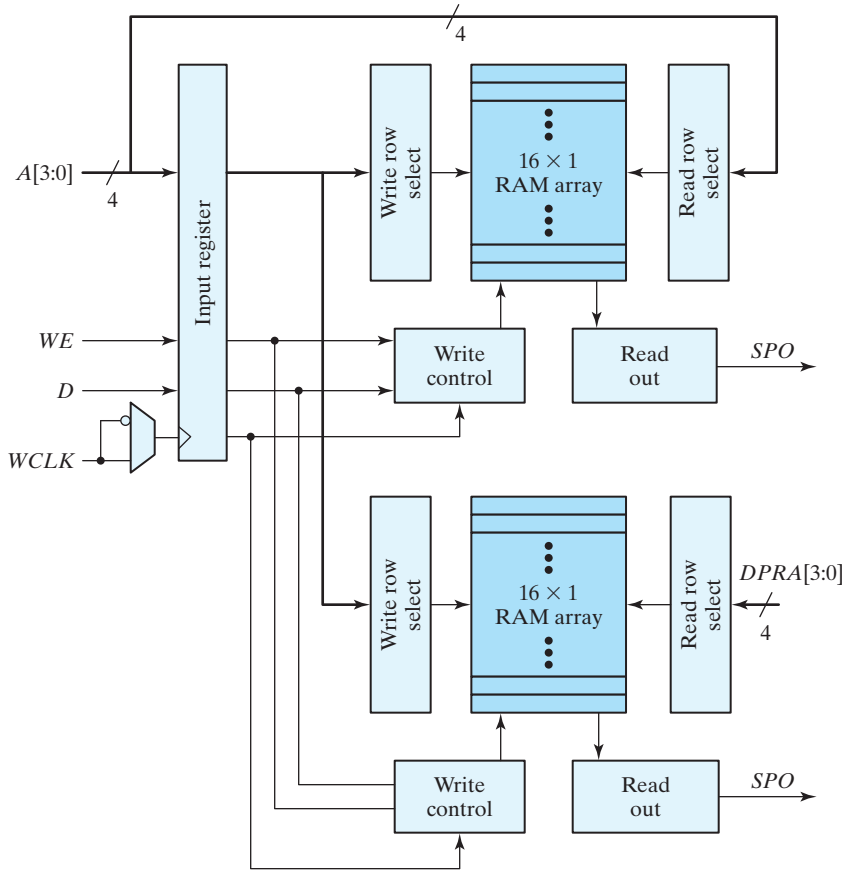 4
A[3:0]
4
Input register
Write row
select
16 × 1
RAM array
Read row
select
WE
D
WCLK
Write
control
Read
out
SPO
Write row
select
16 × 1
RAM array
Read row
select
DPRA[3:0]
4
Write
control
Read
out
SPO